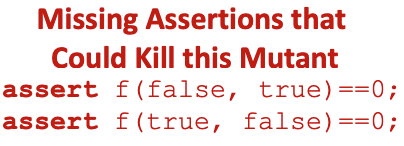 Missing Assertions that
Could Kill this Mutant
assert f(false, true)==0;
assert f(true, false)==0;